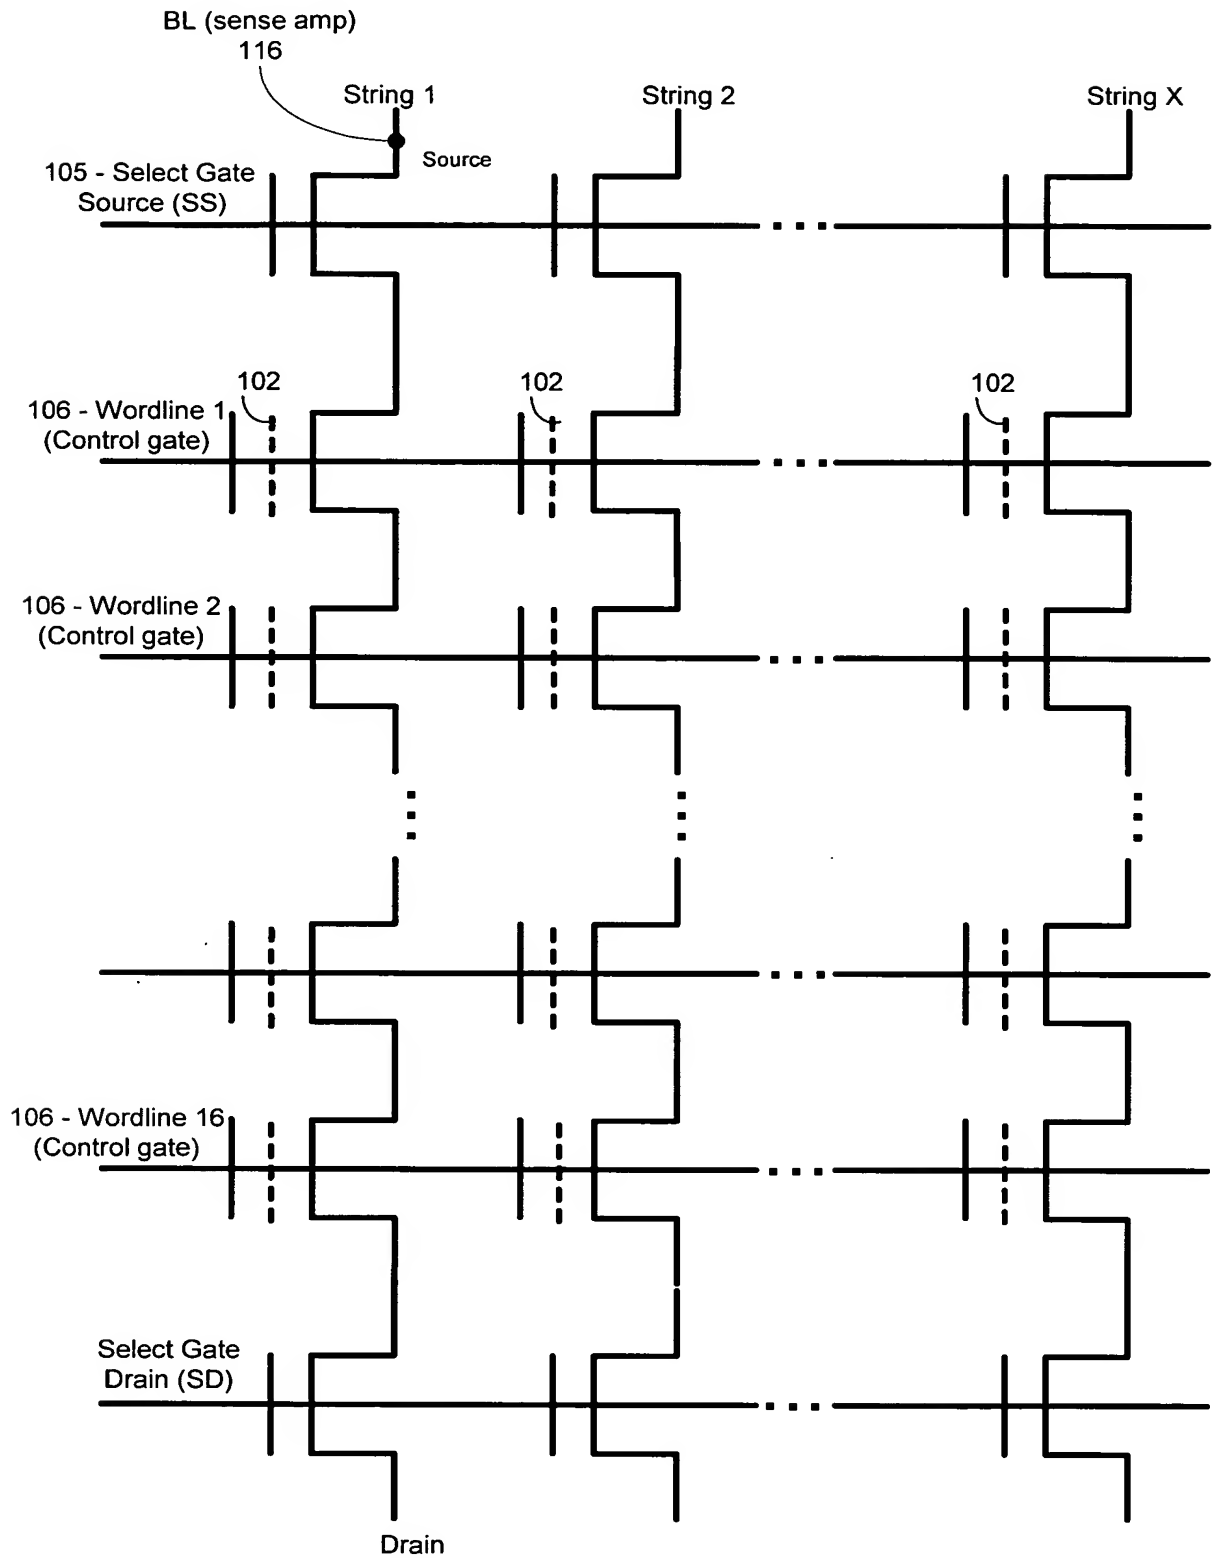 BL (sense amp)
116
String 1
String 2
String X
Source
105 - Select Gate
Source (SS)
102
102
102
106 - Wordline 1
(Control gate)
106 - Wordline 2
(Control gate)
106 - Wordline 16
(Control gate)
Select Gate
Drain (SD)
Drain